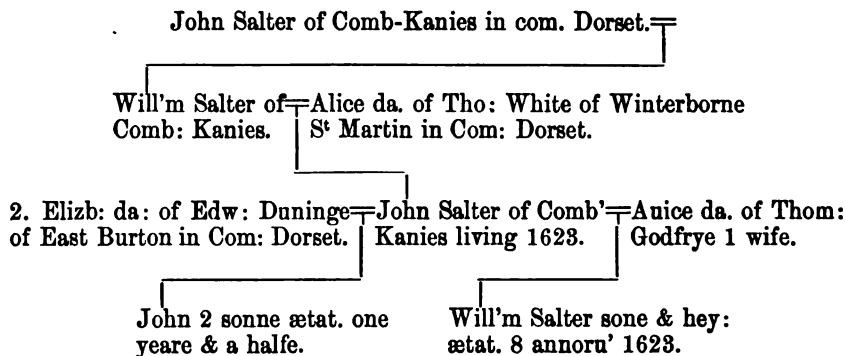 John Salter of Comb-Kanies in com. Dorset.
Will'm Salter of
Comb: Kanies.
Alice da. of Tho: White of Winterborne
St Martin in Com: Dorset.
2. Elizb: da: of Edw: Duninge
of East Burton in Com: Dorset.
John Salter of Comb'
Kanies living 1623.
Auice da. of Thom:
Godfrye 1 wife.
John 2 sonne ætat. one
yeare & a halfe.
Will'm Salter sone & hey:
ætat. 8 annoru' 1623.